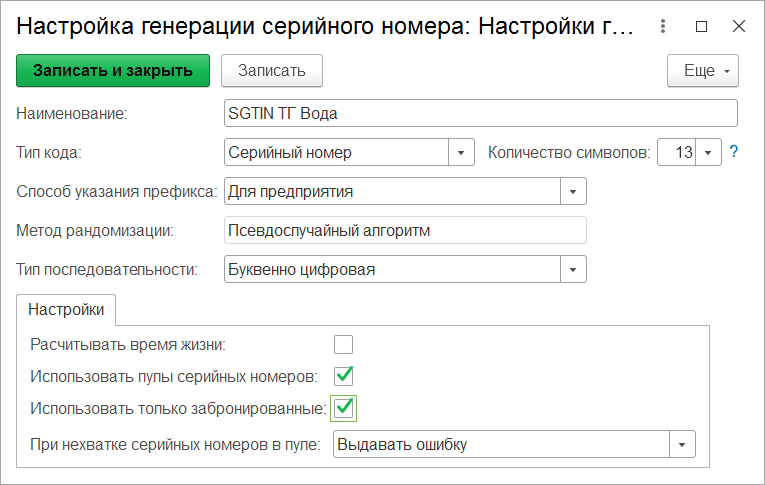 Настройка генерации серийного номера: Настройки г...
Записать и закрыть Записать Еще
Наименование: SGTIN ТГ Вода
Тип кода: Серийный номер Количество символов: 13 ?
Способ указания префикса: Для предприятия
Метод рандомизации: Псевдослучайный алгоритм
Тип последовательности: Буквенно цифровая
Настройки
Расчитывать время жизни:
Использовать пулы серийных номеров:
Использовать только забронированные:
При нехватке серийных номеров в пуле: Выдавать ошибку